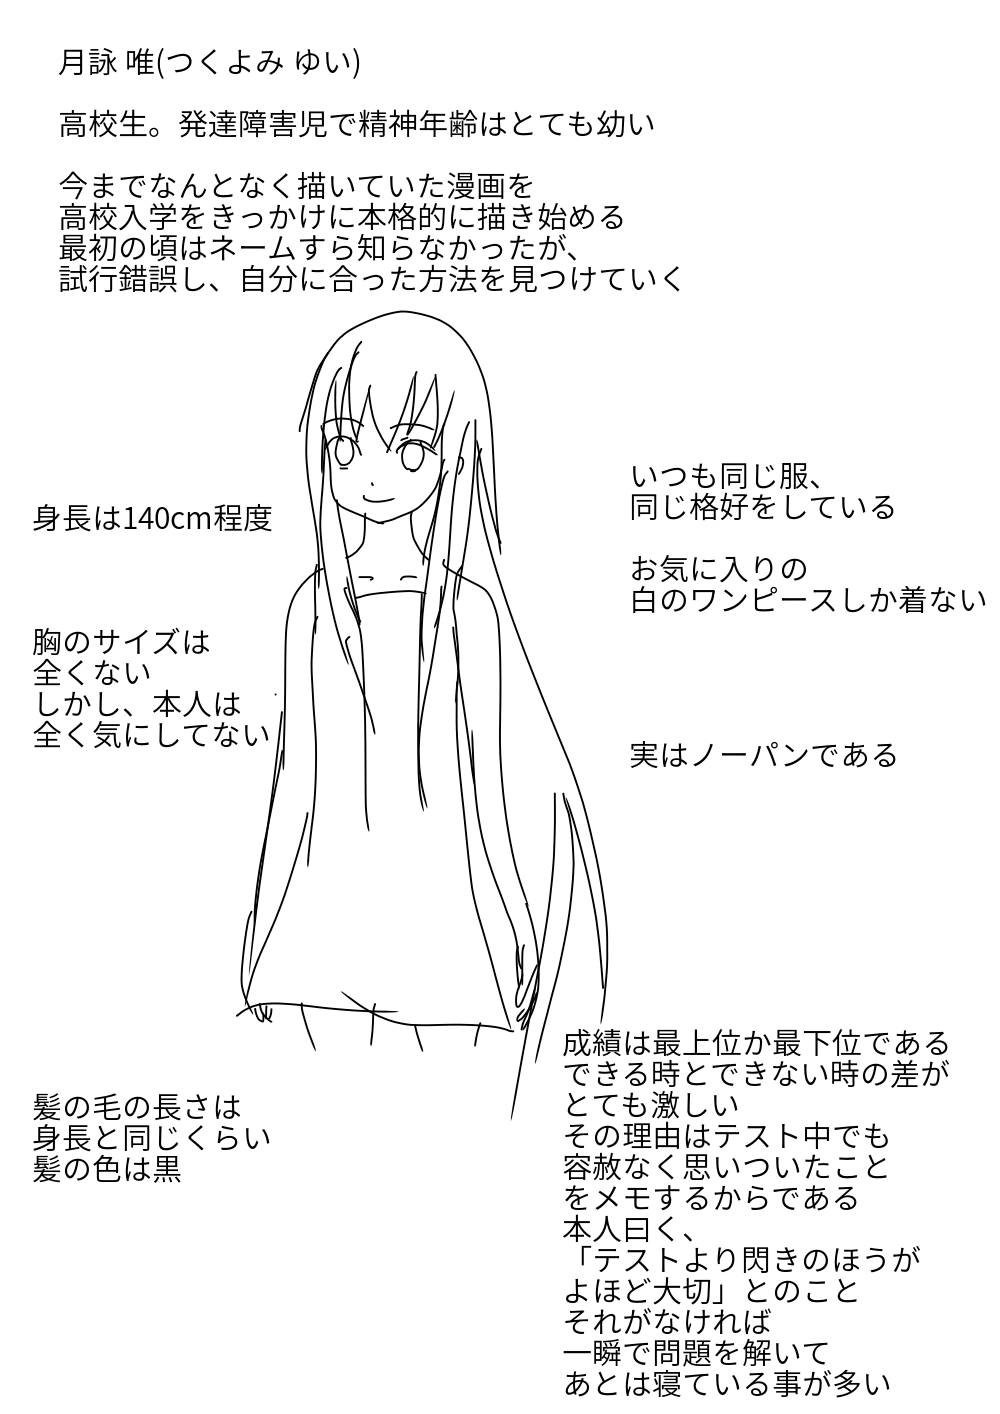 月詠 唯(つくよみ ゆい)
高校生。発達障害児で精神年齢はとても幼い
今までなんとなく描いていた漫画を
高校入学をきっかけに本格的に描き始める
最初の頃はネームすら知らなかったが、
試行錯誤し、自分に合った方法を見つけていく
身長は140cm程度
胸のサイズは
全くない
しかし、本人は
全く気にしてない
髪の毛の長さは
身長と同じくらい
髪の色は黒
いつも同じ服、
同じ格好をしている
お気に入りの
白のワンピースしか着ない
実はノーパンである
成績は最上位か最下位である
できる時とできない時の差が
とても激しい
その理由はテスト中でも
容赦なく思いついたこと
をメモするからである
本人曰く、
「テストより閃きのほうが
よほど大切」とのこと
それがなければ
一瞬で問題を解いて
あとは寝ている事が多い